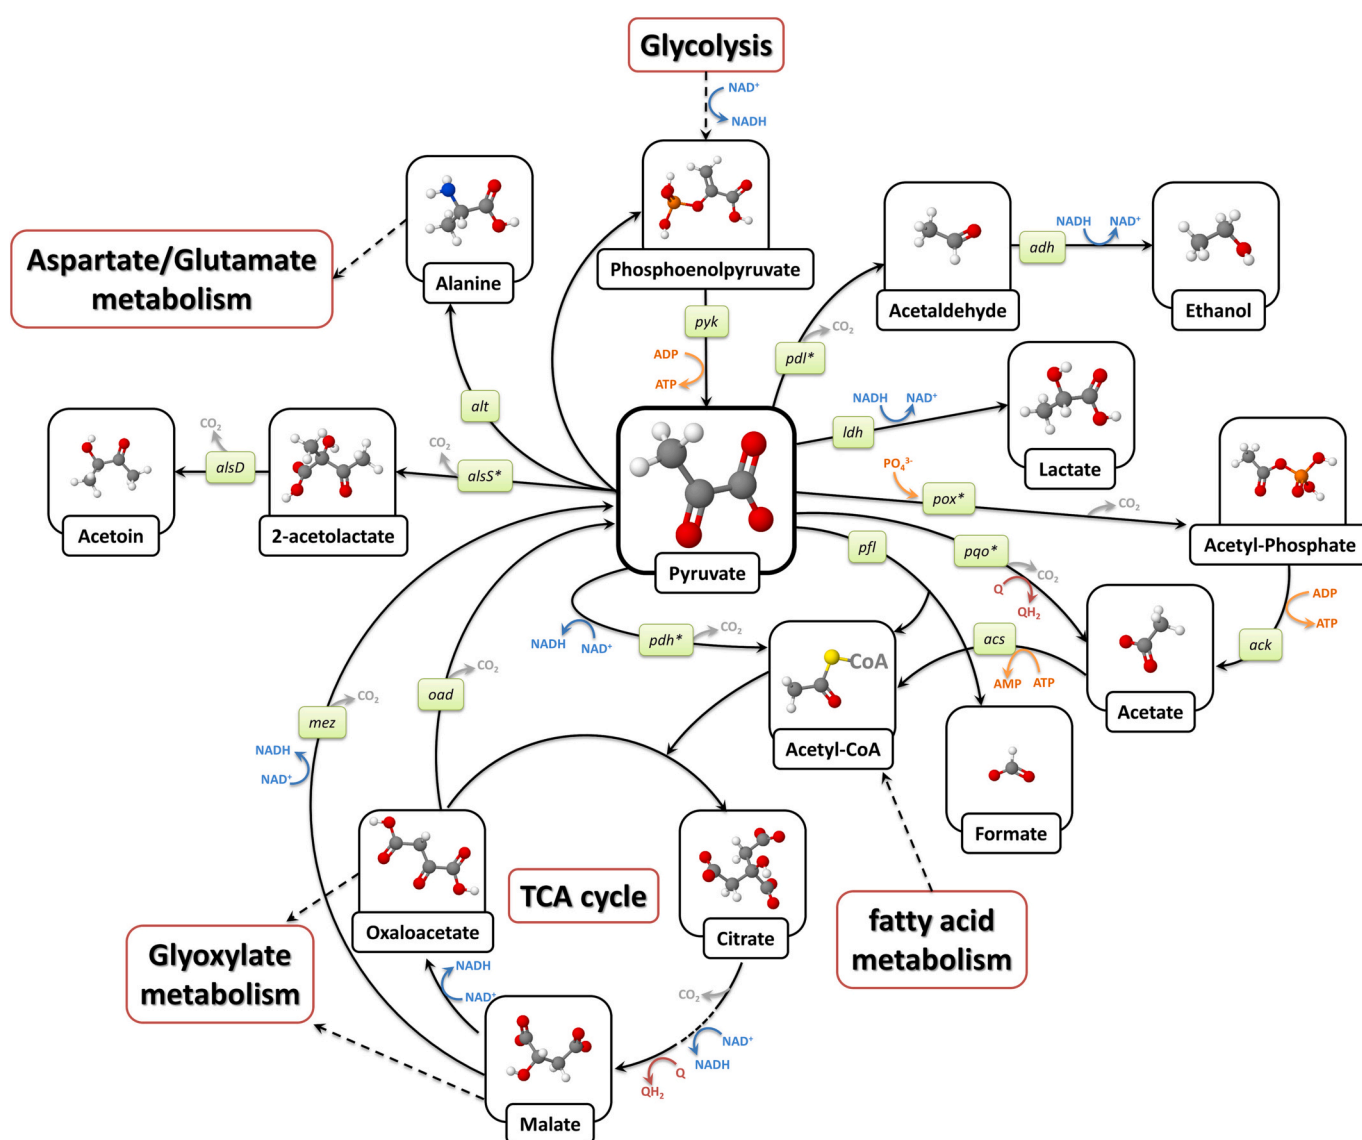 Glycolysis
NAD⁺
NADH
Alanine
Phosphoenolpyruvate
Acetaldehyde
adh
NADH
NAD⁺
Ethanol
Aspartate/Glutamate
metabolism
pyk
ADP
ATP
pdl*
CO₂
alt
ldh
NADH
NAD⁺
Lactate
Acetoin
alsD
CO₂
2-acetolactate
alsS*
CO₂
Pyruvate
PO₄³⁻
pox*
CO₂
Acetyl-Phosphate
pfl
pqo*
CO₂
Q
QH₂
ADP
ATP
ack
NADH
NAD⁺
pdh*
CO₂
acs
AMP
ATP
Acetate
CoA
Acetyl-CoA
mez
CO₂
NADH
NAD⁺
oad
CO₂
Formate
Oxaloacetate
TCA cycle
Citrate
fatty acid
metabolism
Glyoxylate
metabolism
NADH
NAD⁺
CO₂
NAD⁺
NADH
Q
QH₂
Malate